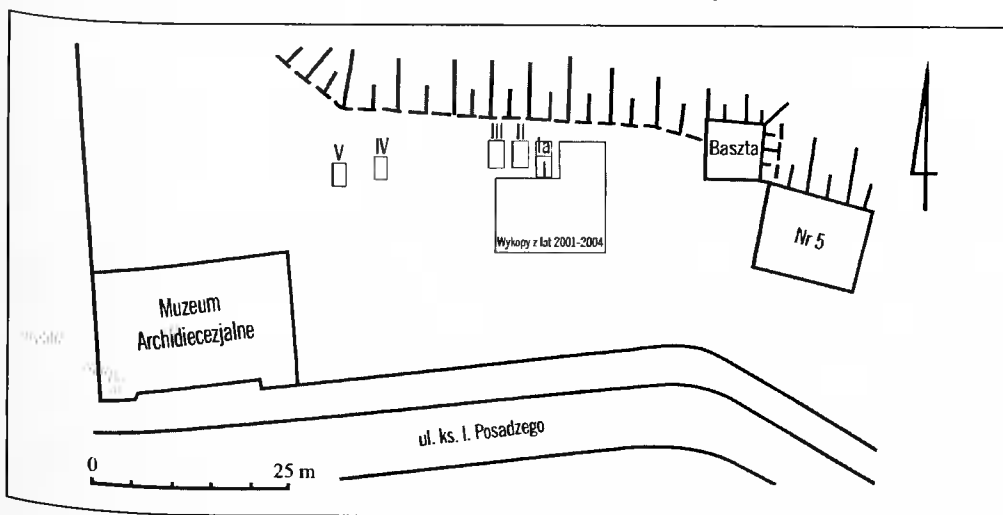 V
IV
III
II
Ia
I
Baszta
Nr 5
Wykopy z lat 2001-2004
Muzeum
Archidiecezjalne
ul. ks. I. Posadzego
0
25 m